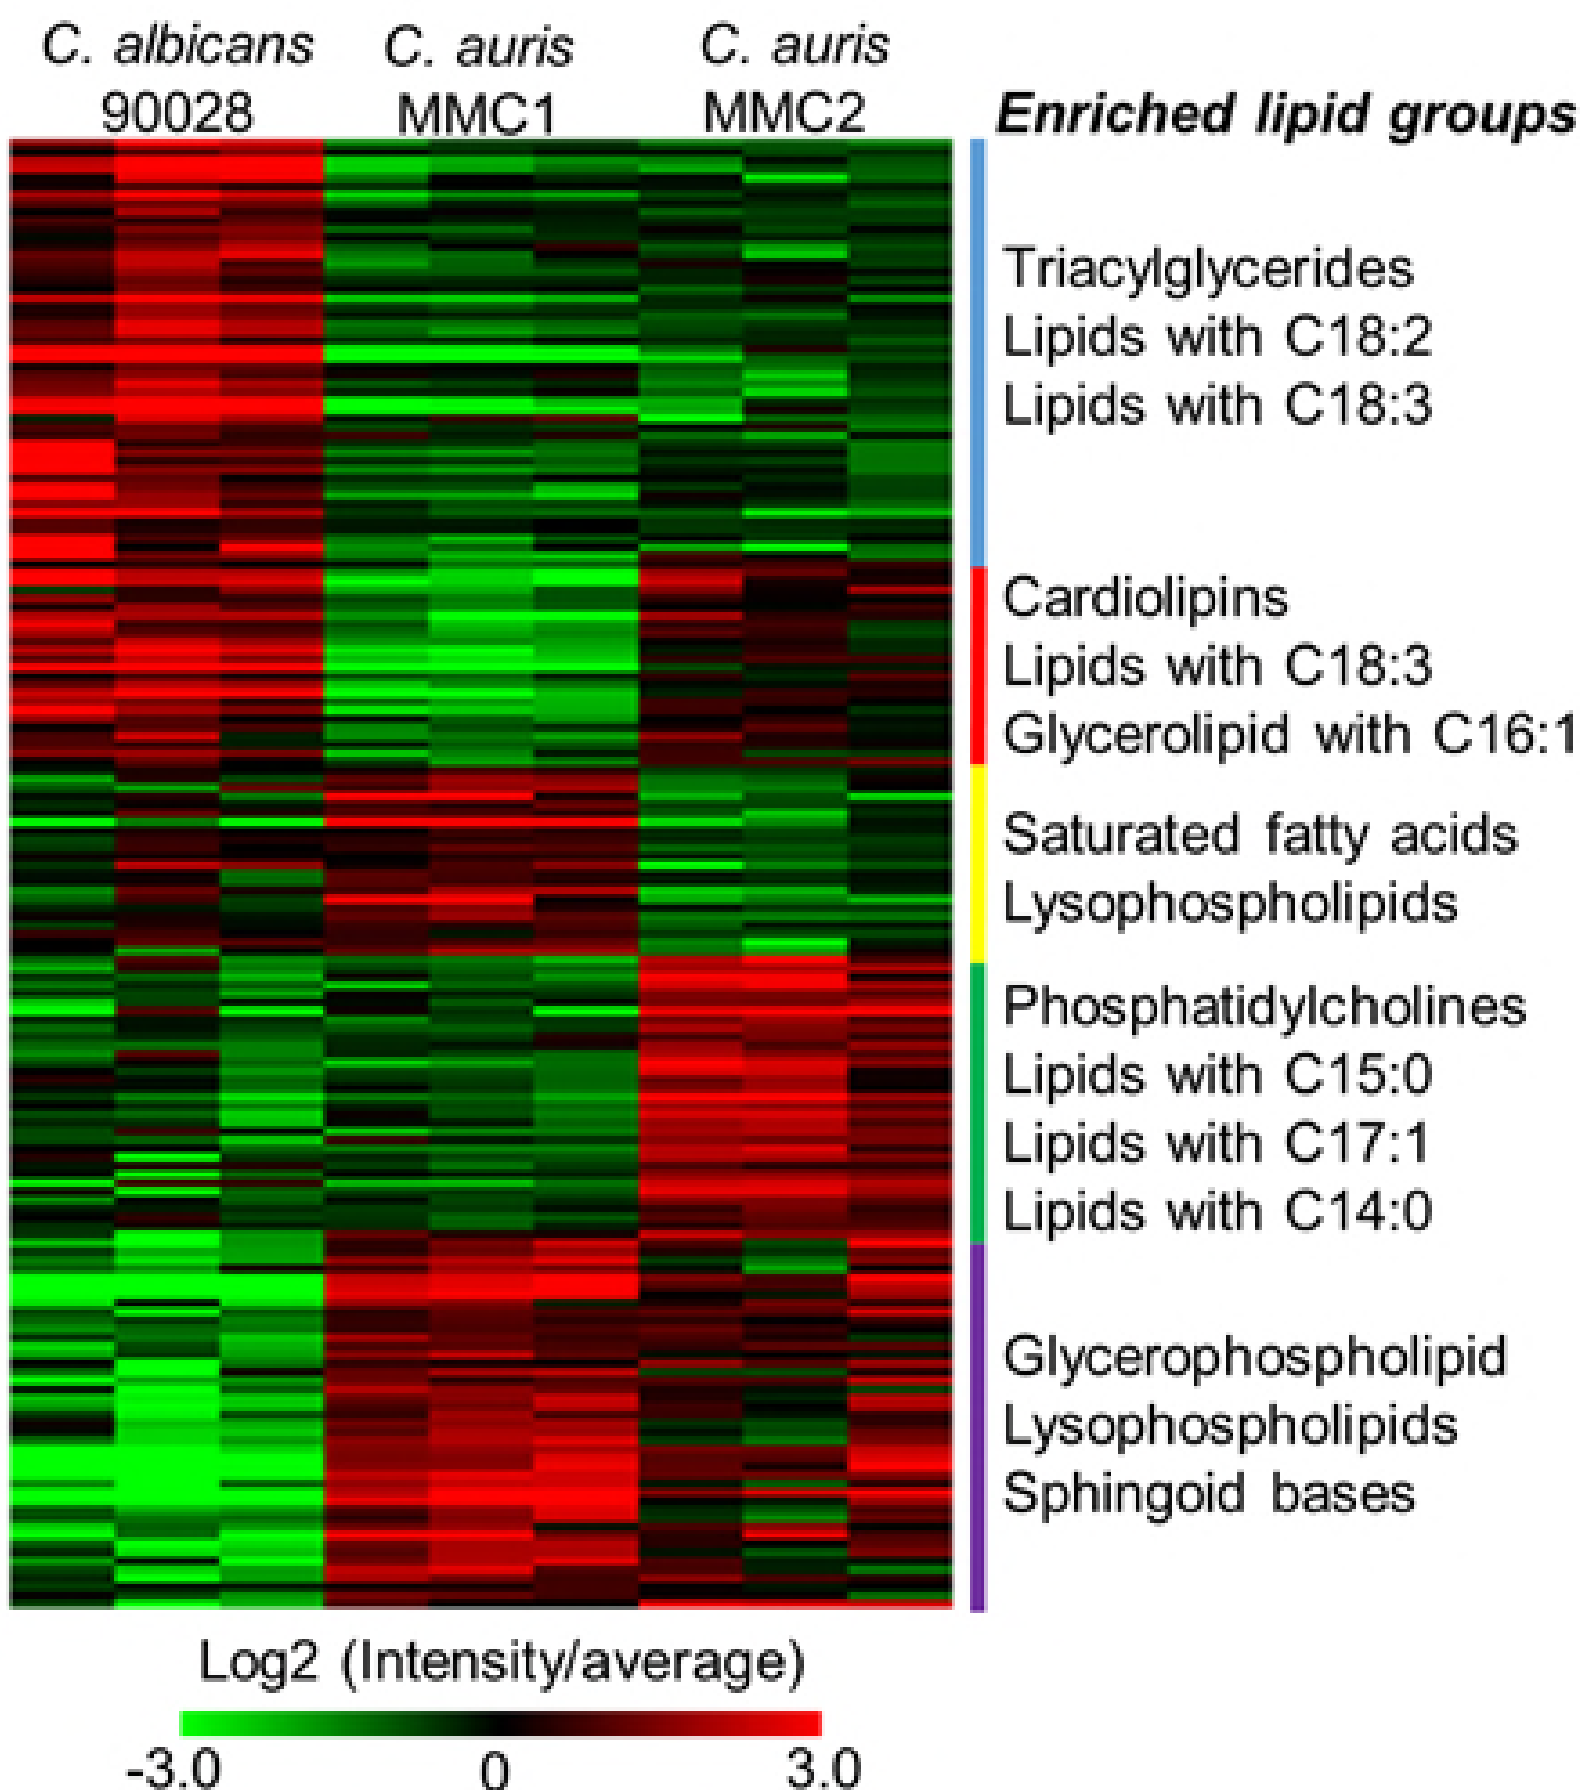 C. albicans C. auris C. auris
90028 MMC1 MMC2 Enriched lipid groups
Triacylglycerides
Lipids with C18:2
Lipids with C18:3
Cardiolipins
Lipids with C18:3
Glycerolipid with C16:1
Saturated fatty acids
Lysophospholipids
Phosphatidylcholines
Lipids with C15:0
Lipids with C17:1
Lipids with C14:0
Glycerophospholipid
Lysophospholipids
Sphingoid bases
Log2 (Intensity/average)
-3.0 0 3.0